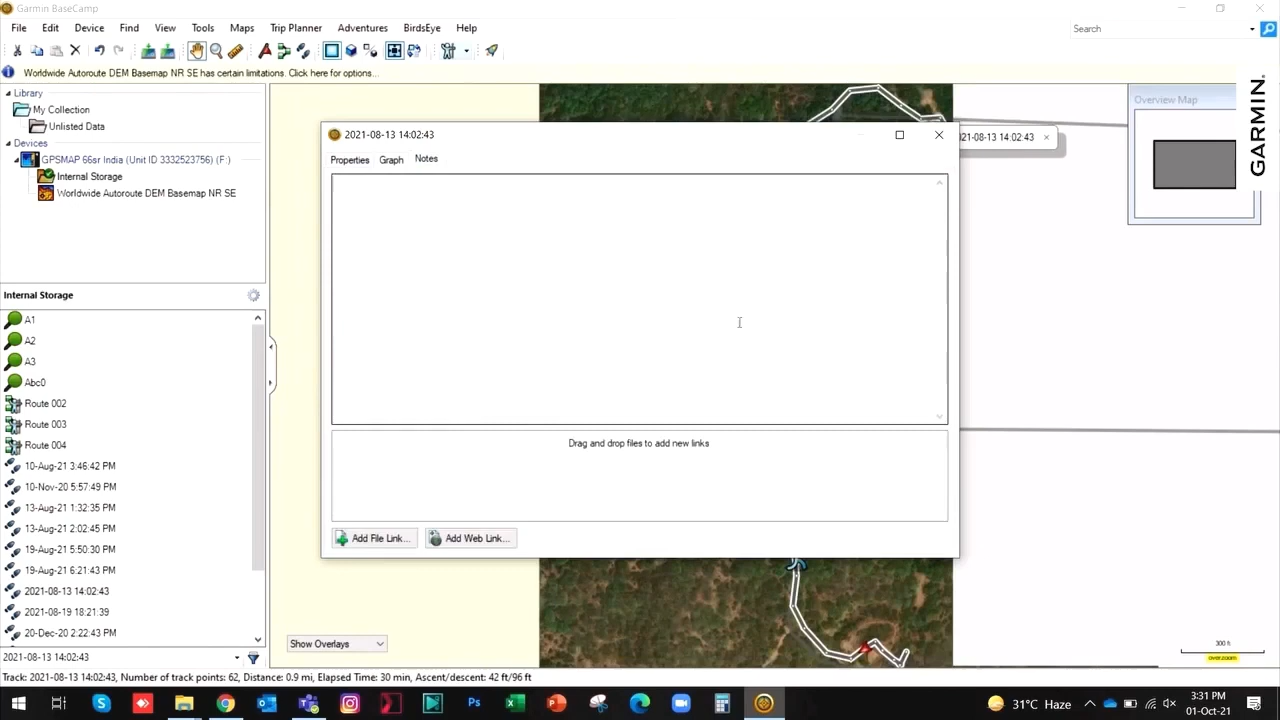 Garmin BaseCamp
File Edit Device Find View Tools Maps Trip Planner Adventures BirdsEye Help
Search
Worldwide Autoroute DEM Basemap NR SE has certain limitations. Click here for options...
Library
My Collection
Unlisted Data
Devices
GPSMAP 66sr India (Unit ID 3332523756) (F:)
Internal Storage
Worldwide Autoroute DEM Basemap NR SE
Internal Storage
A1
A2
A3
Abc0
Route 002
Route 003
Route 004
10-Aug-21 3:46:42 PM
10-Nov-20 5:57:49 PM
13-Aug-21 1:32:35 PM
13-Aug-21 2:02:45 PM
19-Aug-21 5:50:30 PM
19-Aug-21 6:21:43 PM
2021-08-13 14:02:43
2021-08-19 18:21:39
20-Dec-20 2:22:43 PM
2021-08-13 14:02:43
2021-08-13 14:02:43
Properties Graph Notes
Drag and drop files to add new links
Add File Link... Add Web Link...
021-08-13 14:02:43
Overview Map
GARMIN.
Show Overlays
300 ft
overzoom
Track: 2021-08-13 14:02:43, Number of track points: 62, Distance: 0.9 mi, Elapsed Time: 30 min, Ascent/descent: 42 ft/96 ft
31°C Haze
3:31 PM
01-Oct-21